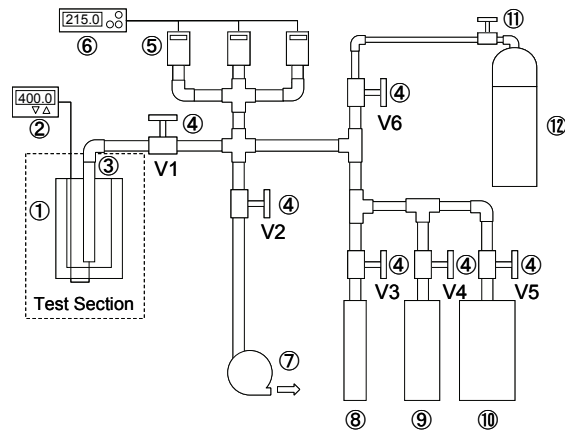 215.0
⑥
⑤
⑪
400.0
④
④
V6
⑫
②
③
V1
①
④
V2
④
④
④
V3
V4
V5
Test Section
⑦
⑧
⑨
⑩